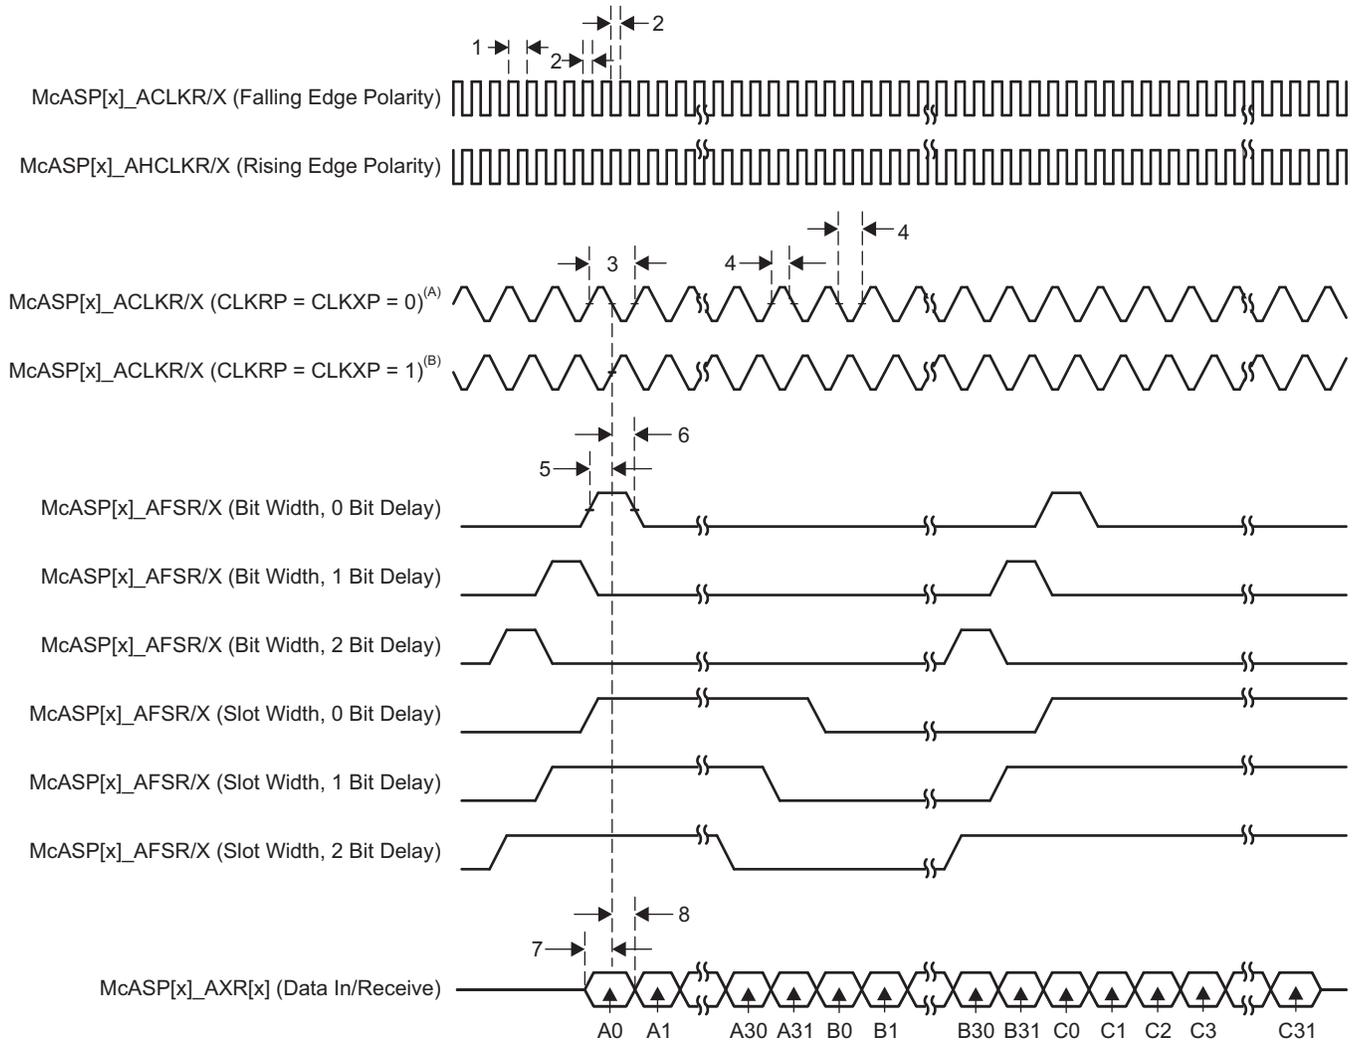 2
1
2
McASP[x]_ACLKR/X (Falling Edge Polarity)
McASP[x]_AHCLKR/X (Rising Edge Polarity)
4
3
4
McASP[x]_ACLKR/X (CLKRP = CLKXP = 0)(A)
McASP[x]_ACLKR/X (CLKRP = CLKXP = 1)(B)
6
5
McASP[x]_AFSR/X (Bit Width, 0 Bit Delay)
McASP[x]_AFSR/X (Bit Width, 1 Bit Delay)
McASP[x]_AFSR/X (Bit Width, 2 Bit Delay)
McASP[x]_AFSR/X (Slot Width, 0 Bit Delay)
McASP[x]_AFSR/X (Slot Width, 1 Bit Delay)
McASP[x]_AFSR/X (Slot Width, 2 Bit Delay)
8
7
McASP[x]_AXR[x] (Data In/Receive)
A0 A1 A30 A31 B0 B1 B30 B31 C0 C1 C2 C3 C31